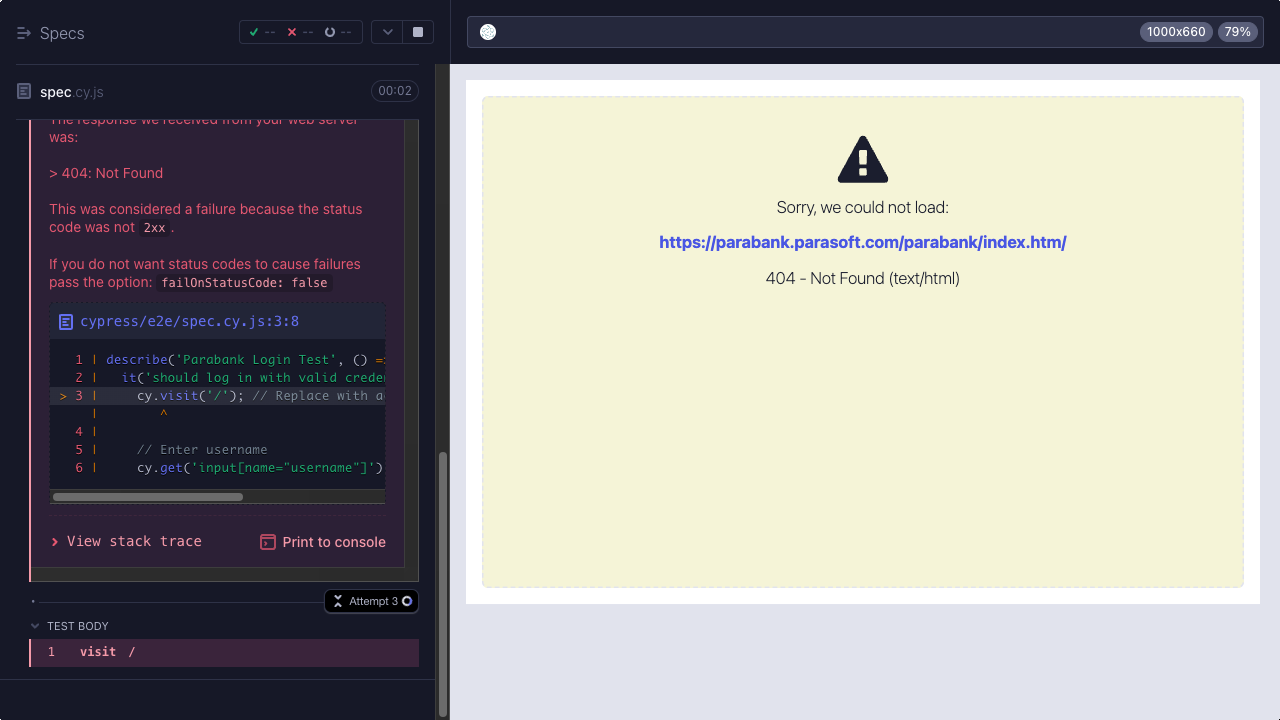 Specs
-- -- --
1000x660 79%
spec.cy.js 00:02
The response we received from your web server
was:
> 404: Not Found
This was considered a failure because the status
code was not 2xx.
If you do not want status codes to cause failures
pass the option: failOnStatusCode: false
cypress/e2e/spec.cy.js:3:8
1 | describe('Parabank Login Test', () =>
2 | it('should log in with valid creden
> 3 | cy.visit('/'); // Replace with a
| ^
4 |
5 | // Enter username
6 | cy.get('input[name="username"]')
View stack trace
Print to console
Attempt 3
TEST BODY
1 visit /
Sorry, we could not load:
https://parabank.parasoft.com/parabank/index.htm/
404 - Not Found (text/html)